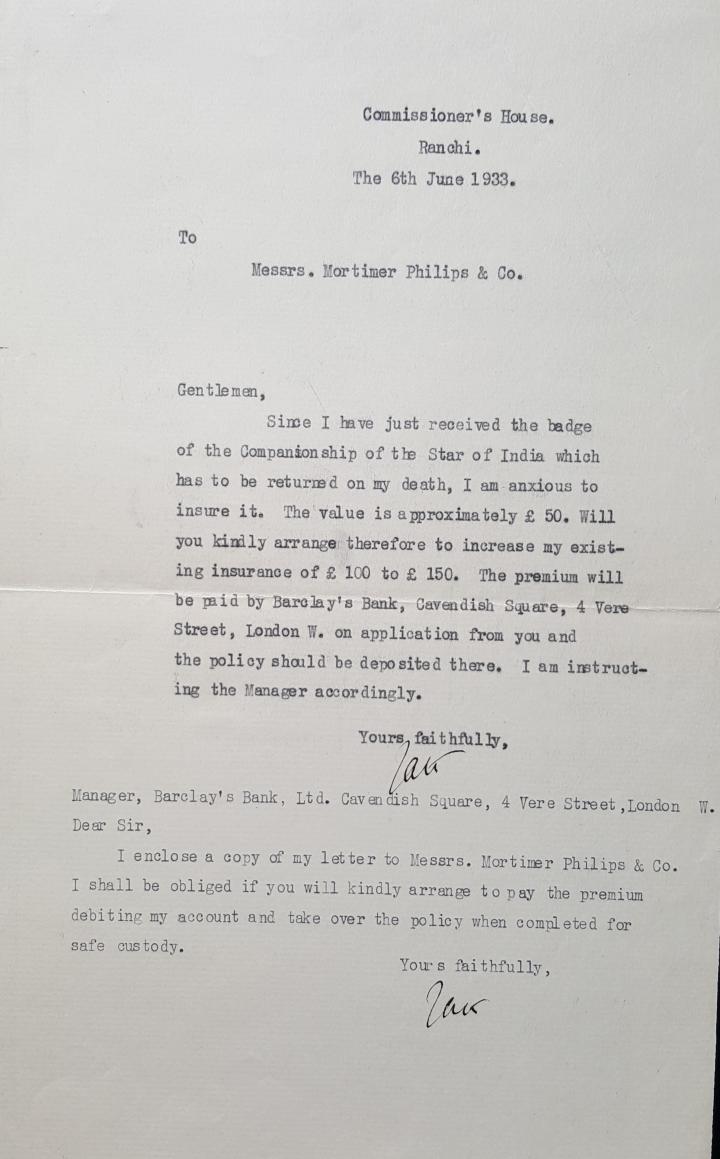 Commissioner's House.
Ranchi.
The 6th June 1933.
To
Messrs. Mortimer Philips & Co.
Gentlemen,
Since I have just received the badge
of the Companionship of the Star of India which
has to be returned on my death, I am anxious to
insure it. The value is approximately £ 50. Will
you kindly arrange therefore to increase my exist-
ing insurance of £ 100 to £ 150. The premium will
be paid by Barclay's Bank, Cavendish Square, 4 Vere
Street, London W. on application from you and
the policy should be deposited there. I am instruct-
ing the Manager accordingly.
Yours faithfully,
Manager, Barclay's Bank, Ltd. Cavendish Square, 4 Vere Street,London W.
Dear Sir,
I enclose a copy of my letter to Messrs. Mortimer Philips & Co.
I shall be obliged if you will kindly arrange to pay the premium
debiting my account and take over the policy when completed for
safe custody.
Yours faithfully,